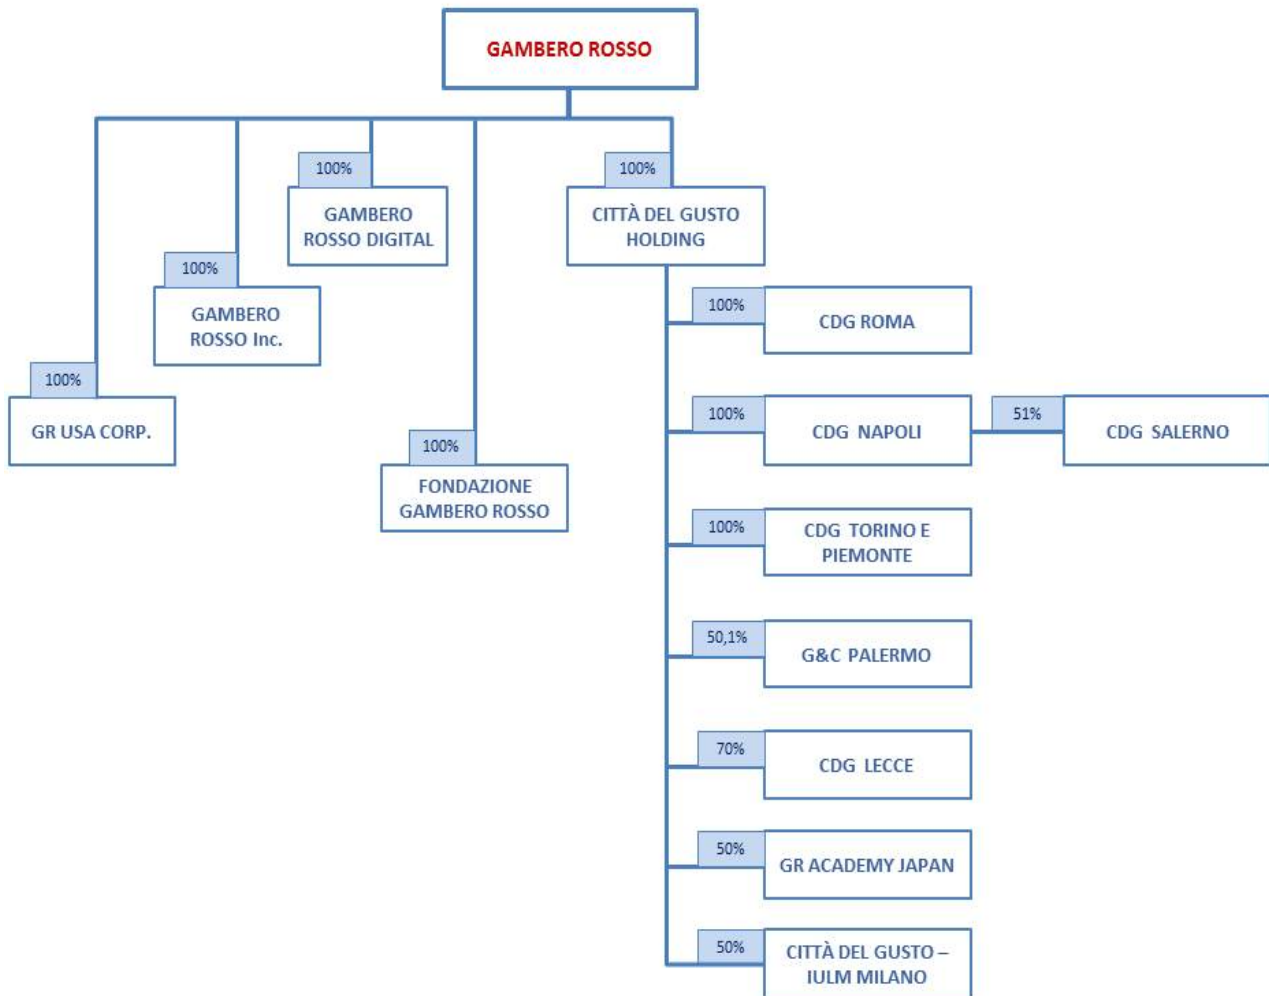 GAMBERO ROSSO
100%
GAMBERO
ROSSO DIGITAL
100%
CITTÀ DEL GUSTO
HOLDING
100%
GAMBERO
ROSSO Inc.
100%
GR USA CORP.
100%
FONDAZIONE
GAMBERO ROSSO
100%
CDG ROMA
100%
CDG NAPOLI
51%
CDG SALERNO
100%
CDG TORINO E
PIEMONTE
50,1%
G&C PALERMO
70%
CDG LECCE
50%
GR ACADEMY JAPAN
50%
CITTÀ DEL GUSTO –
IULM MILANO